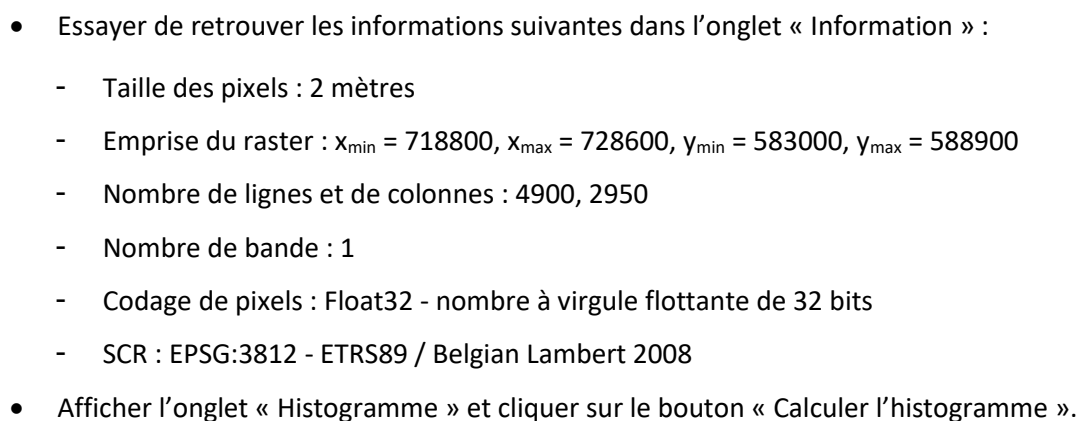 • Essayer de retrouver les informations suivantes dans l’onglet « Information » :
- Taille des pixels : 2 mètres
- Emprise du raster : xmin = 718800, xmax = 728600, ymin = 583000, ymax = 588900
- Nombre de lignes et de colonnes : 4900, 2950
- Nombre de bande : 1
- Codage de pixels : Float32 - nombre à virgule flottante de 32 bits
- SCR : EPSG:3812 - ETRS89 / Belgian Lambert 2008
• Afficher l’onglet « Histogramme » et cliquer sur le bouton « Calculer l’histogramme ».